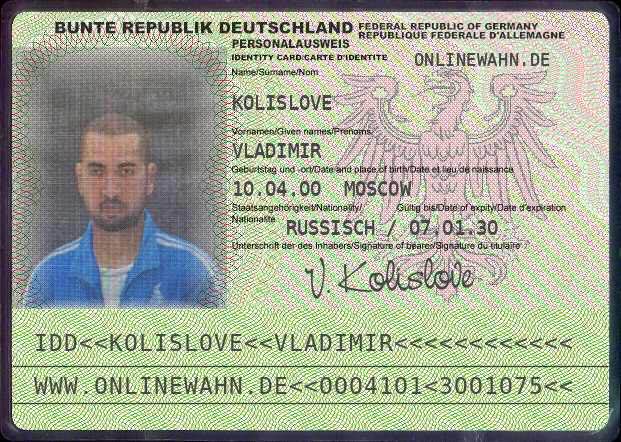 BUNTE REPUBLIK DEUTSCHLAND FEDERAL REPUBLIC OF GERMANY
REPUBLIQUE FEDERALE D'ALLEMAGNE
PERSONALAUSWEIS
IDENTITY CARD/CARTE D'IDENTITE
ONLINEWAHN.DE
Name/Surname/Nom
KOLISLOVE
Vornamen/Given names/Prenoms
VLADIMIR
Geburtstag und -ort/Date and place of birth/Date et lieu de naissance
10.04.00 MOSCOW
Staatsangehörigkeit/Nationality/ Gültig bis/Date of expiry/Date d'expiration
Nationalité
RUSSISCH / 07.01.30
Unterschrift der des Inhabers/Signature of bearer/Signature du titulaire
V. Kolislove
IDD<<KOLISLOVE<<VLADIMIR<<<<<<<<<<<<
WWW.ONLINEWAHN.DE<<0004101<3001075<<